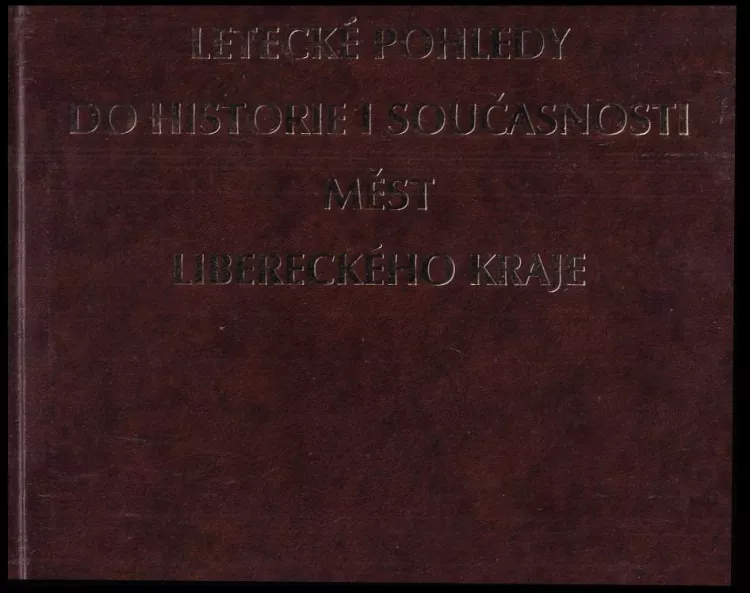 LETECKÉ POHLEDY
DO HISTORIE I SOUČASNOSTI
MĚST
LIBERECKÉHO KRAJE